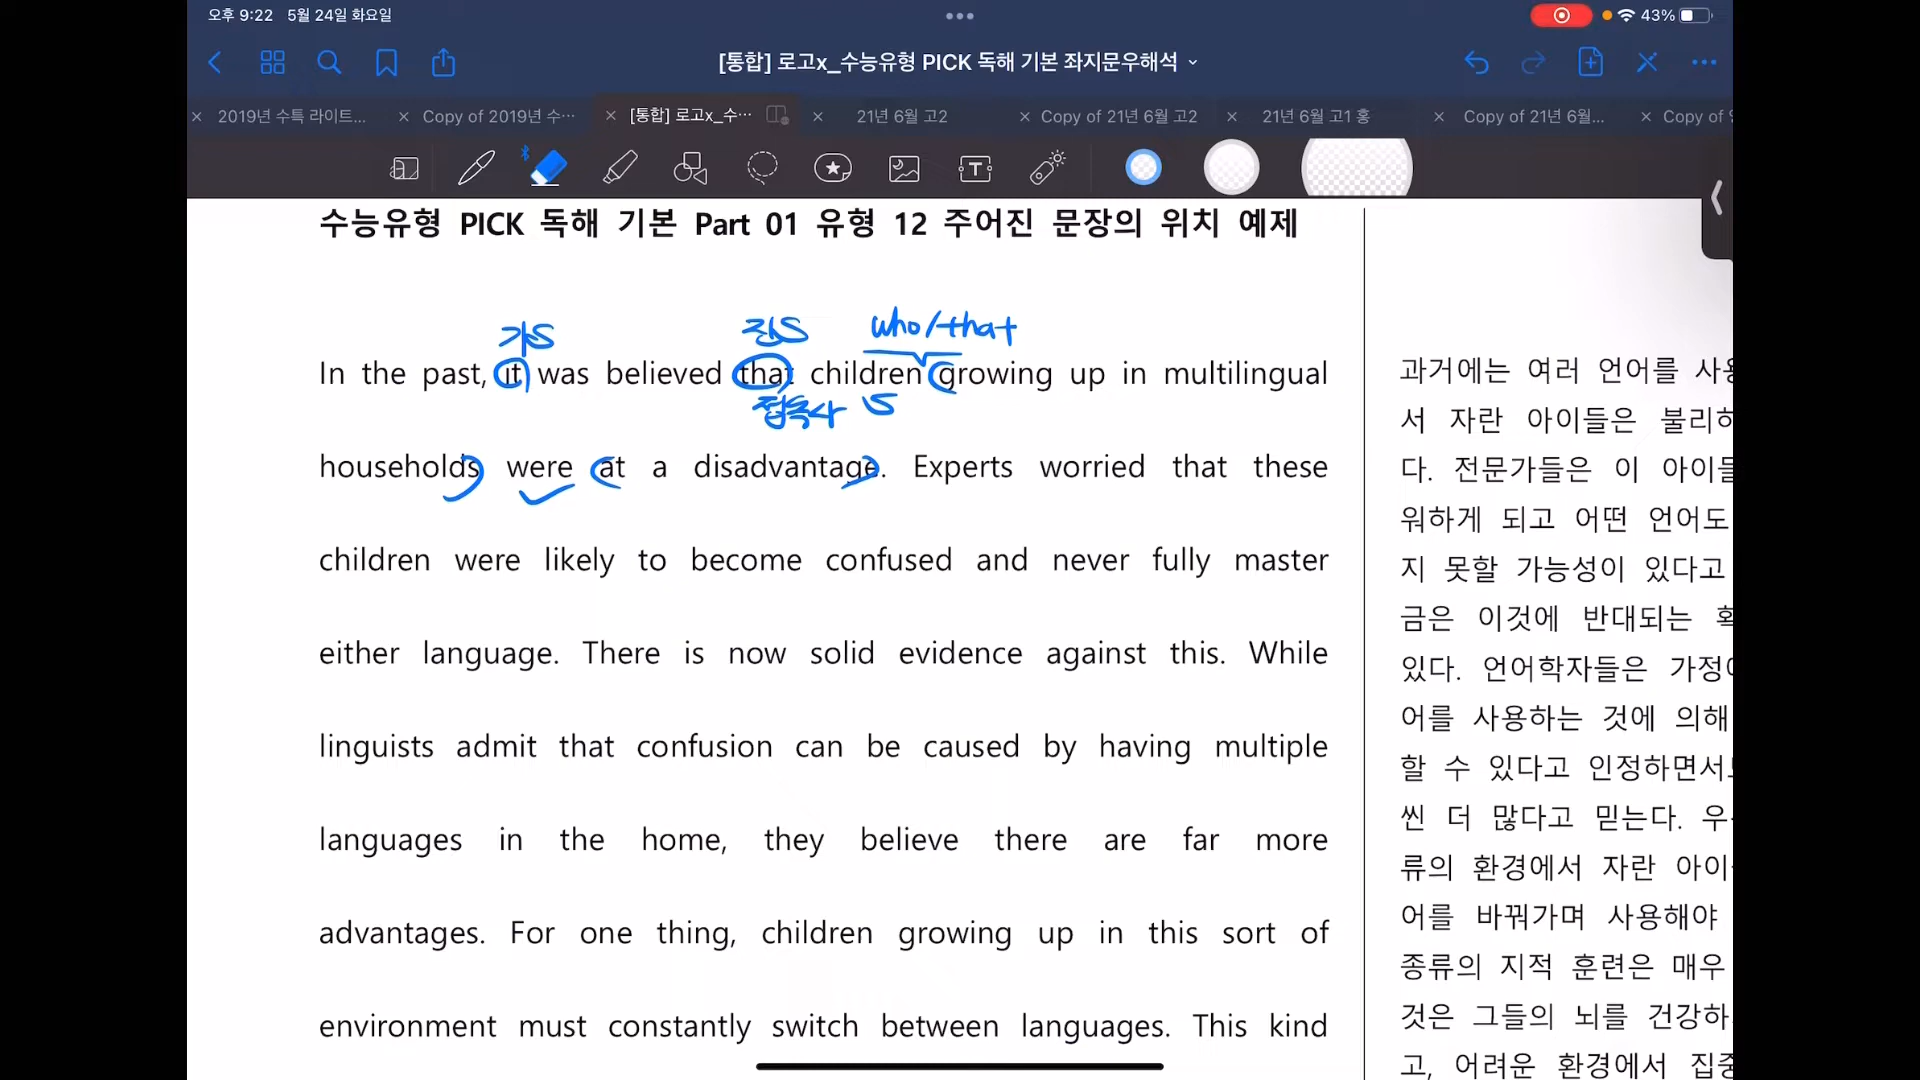 오후 9:22 5월 24일 화요일
43%
[통합] 로고x_수능유형 PICK 독해 기본 좌지문우해석
2019년 수특 라이트... Copy of 2019년 수... [통합] 로고x_수... 21년 6월 고2 Copy of 21년 6월 고2 21년 6월 고1 홍 Copy of 21년 6월... Copy of
수능유형 PICK 독해 기본 Part 01 유형 12 주어진 문장의 위치 예제
가S 진S who/that
In the past, it was believed that children growing up in multilingual
접속사 S
households were at a disadvantage. Experts worried that these
children were likely to become confused and never fully master
either language. There is now solid evidence against this. While
linguists admit that confusion can be caused by having multiple
languages in the home, they believe there are far more
advantages. For one thing, children growing up in this sort of
environment must constantly switch between languages. This kind
과거에는 여러 언어를
서 자란 아이들은 불리하
다. 전문가들은 이 아이들
워하게 되고 어떤 언어도
지 못할 가능성이 있다고
금은 이것에 반대되는
있다. 언어학자들은 가정에
어를 사용하는 것에 의해
할 수 있다고 인정하면서도
씬 더 많다고 믿는다.
류의 환경에서 자란 아이
어를 바꿔가며 사용해야
종류의 지적 훈련은 매우
것은 그들의 뇌를 건강하
고, 어려운 환경에서 집중